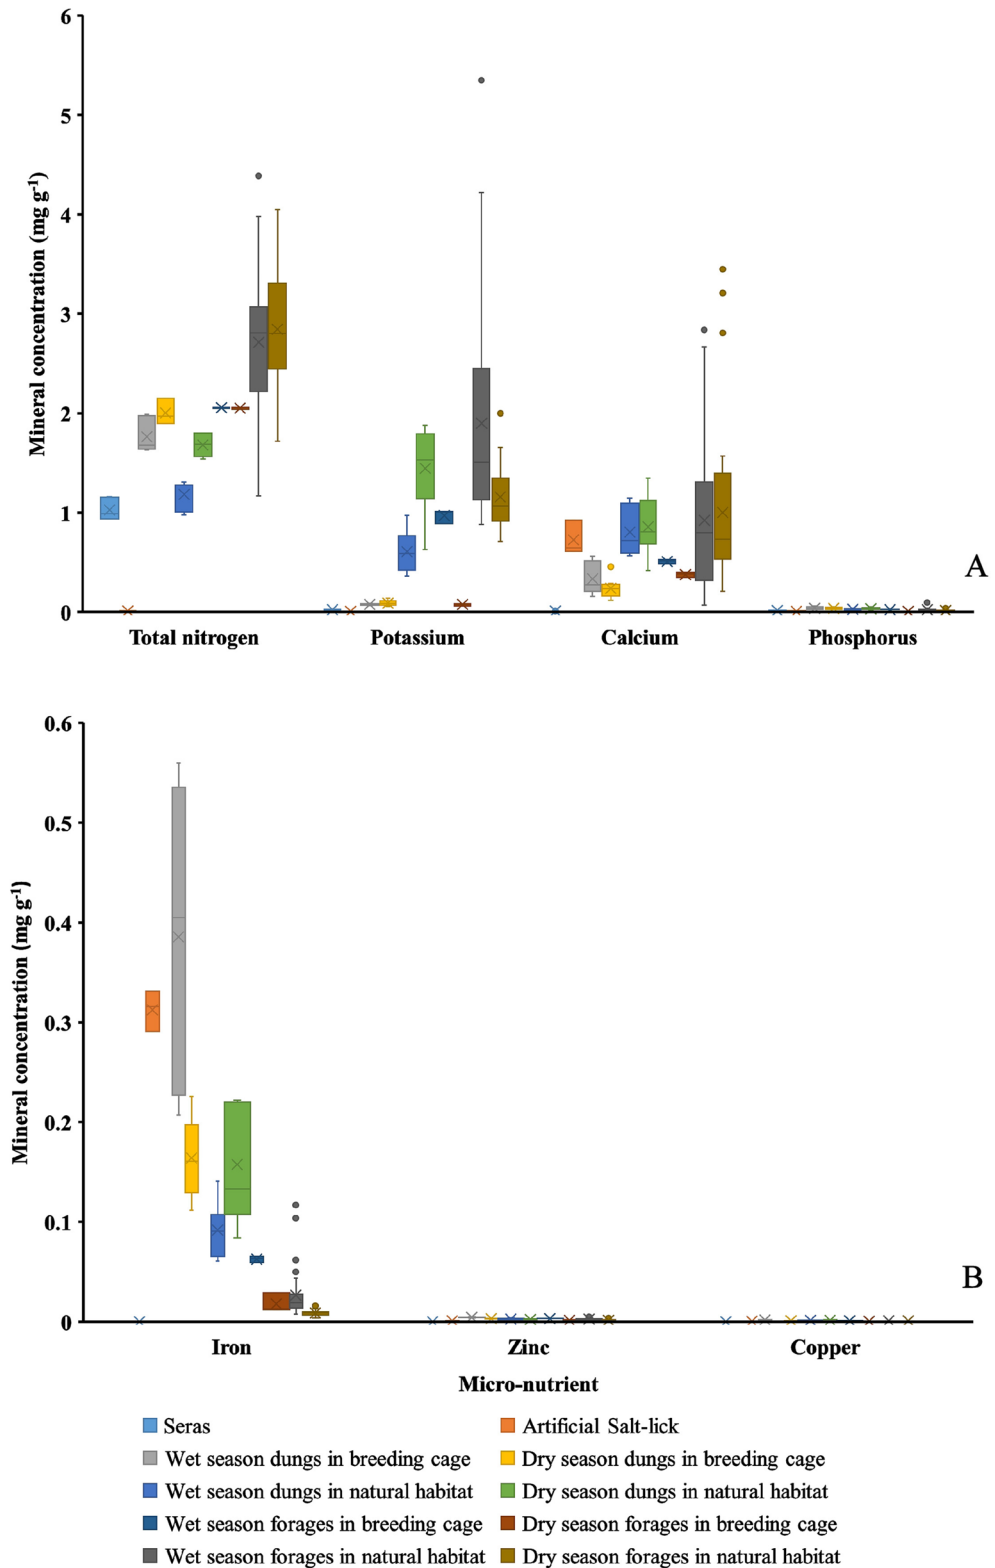 6
5
4
3
2
1
0
Mineral concentration (mg g-1)
A
Total nitrogen Potassium Calcium Phosphorus
0.6
0.5
0.4
0.3
0.2
0.1
0
Mineral concentration (mg g-1)
B
Iron Zinc Copper
Micro-nutrient
Seras Artificial Salt-lick
Wet season dungs in breeding cage Dry season dungs in breeding cage
Wet season dungs in natural habitat Dry season dungs in natural habitat
Wet season forages in breeding cage Dry season forages in breeding cage
Wet season forages in natural habitat Dry season forages in natural habitat